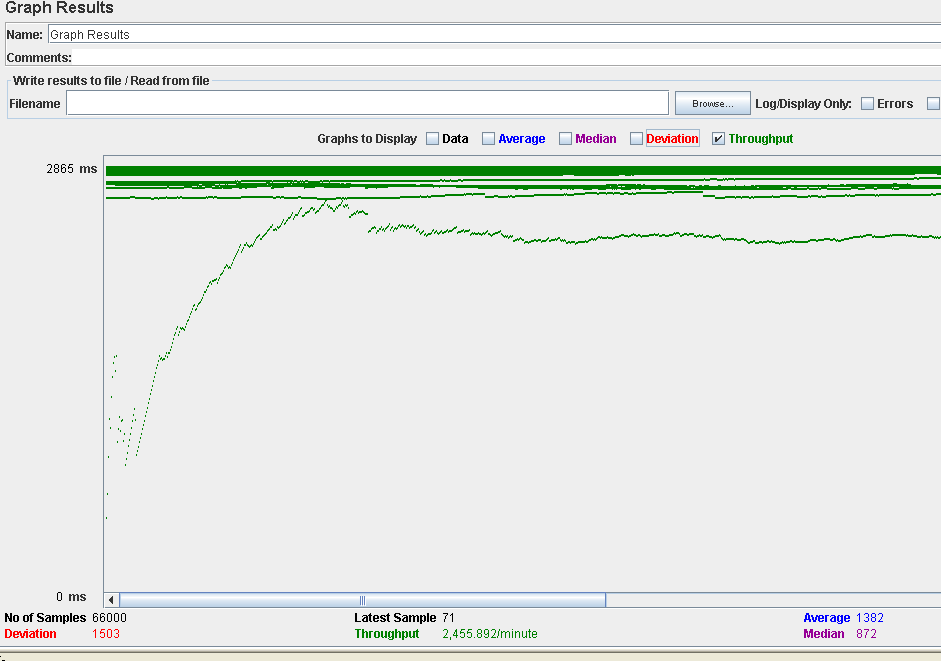 Graph Results
Name: Graph Results
Comments:
Write results to file / Read from file
Filename Browse... Log/Display Only: Errors
Graphs to Display Data Average Median Deviation Throughput
2865 ms
0 ms
No of Samples 66000 Latest Sample 71 Average 1382
Deviation 1503 Throughput 2,455.892/minute Median 872